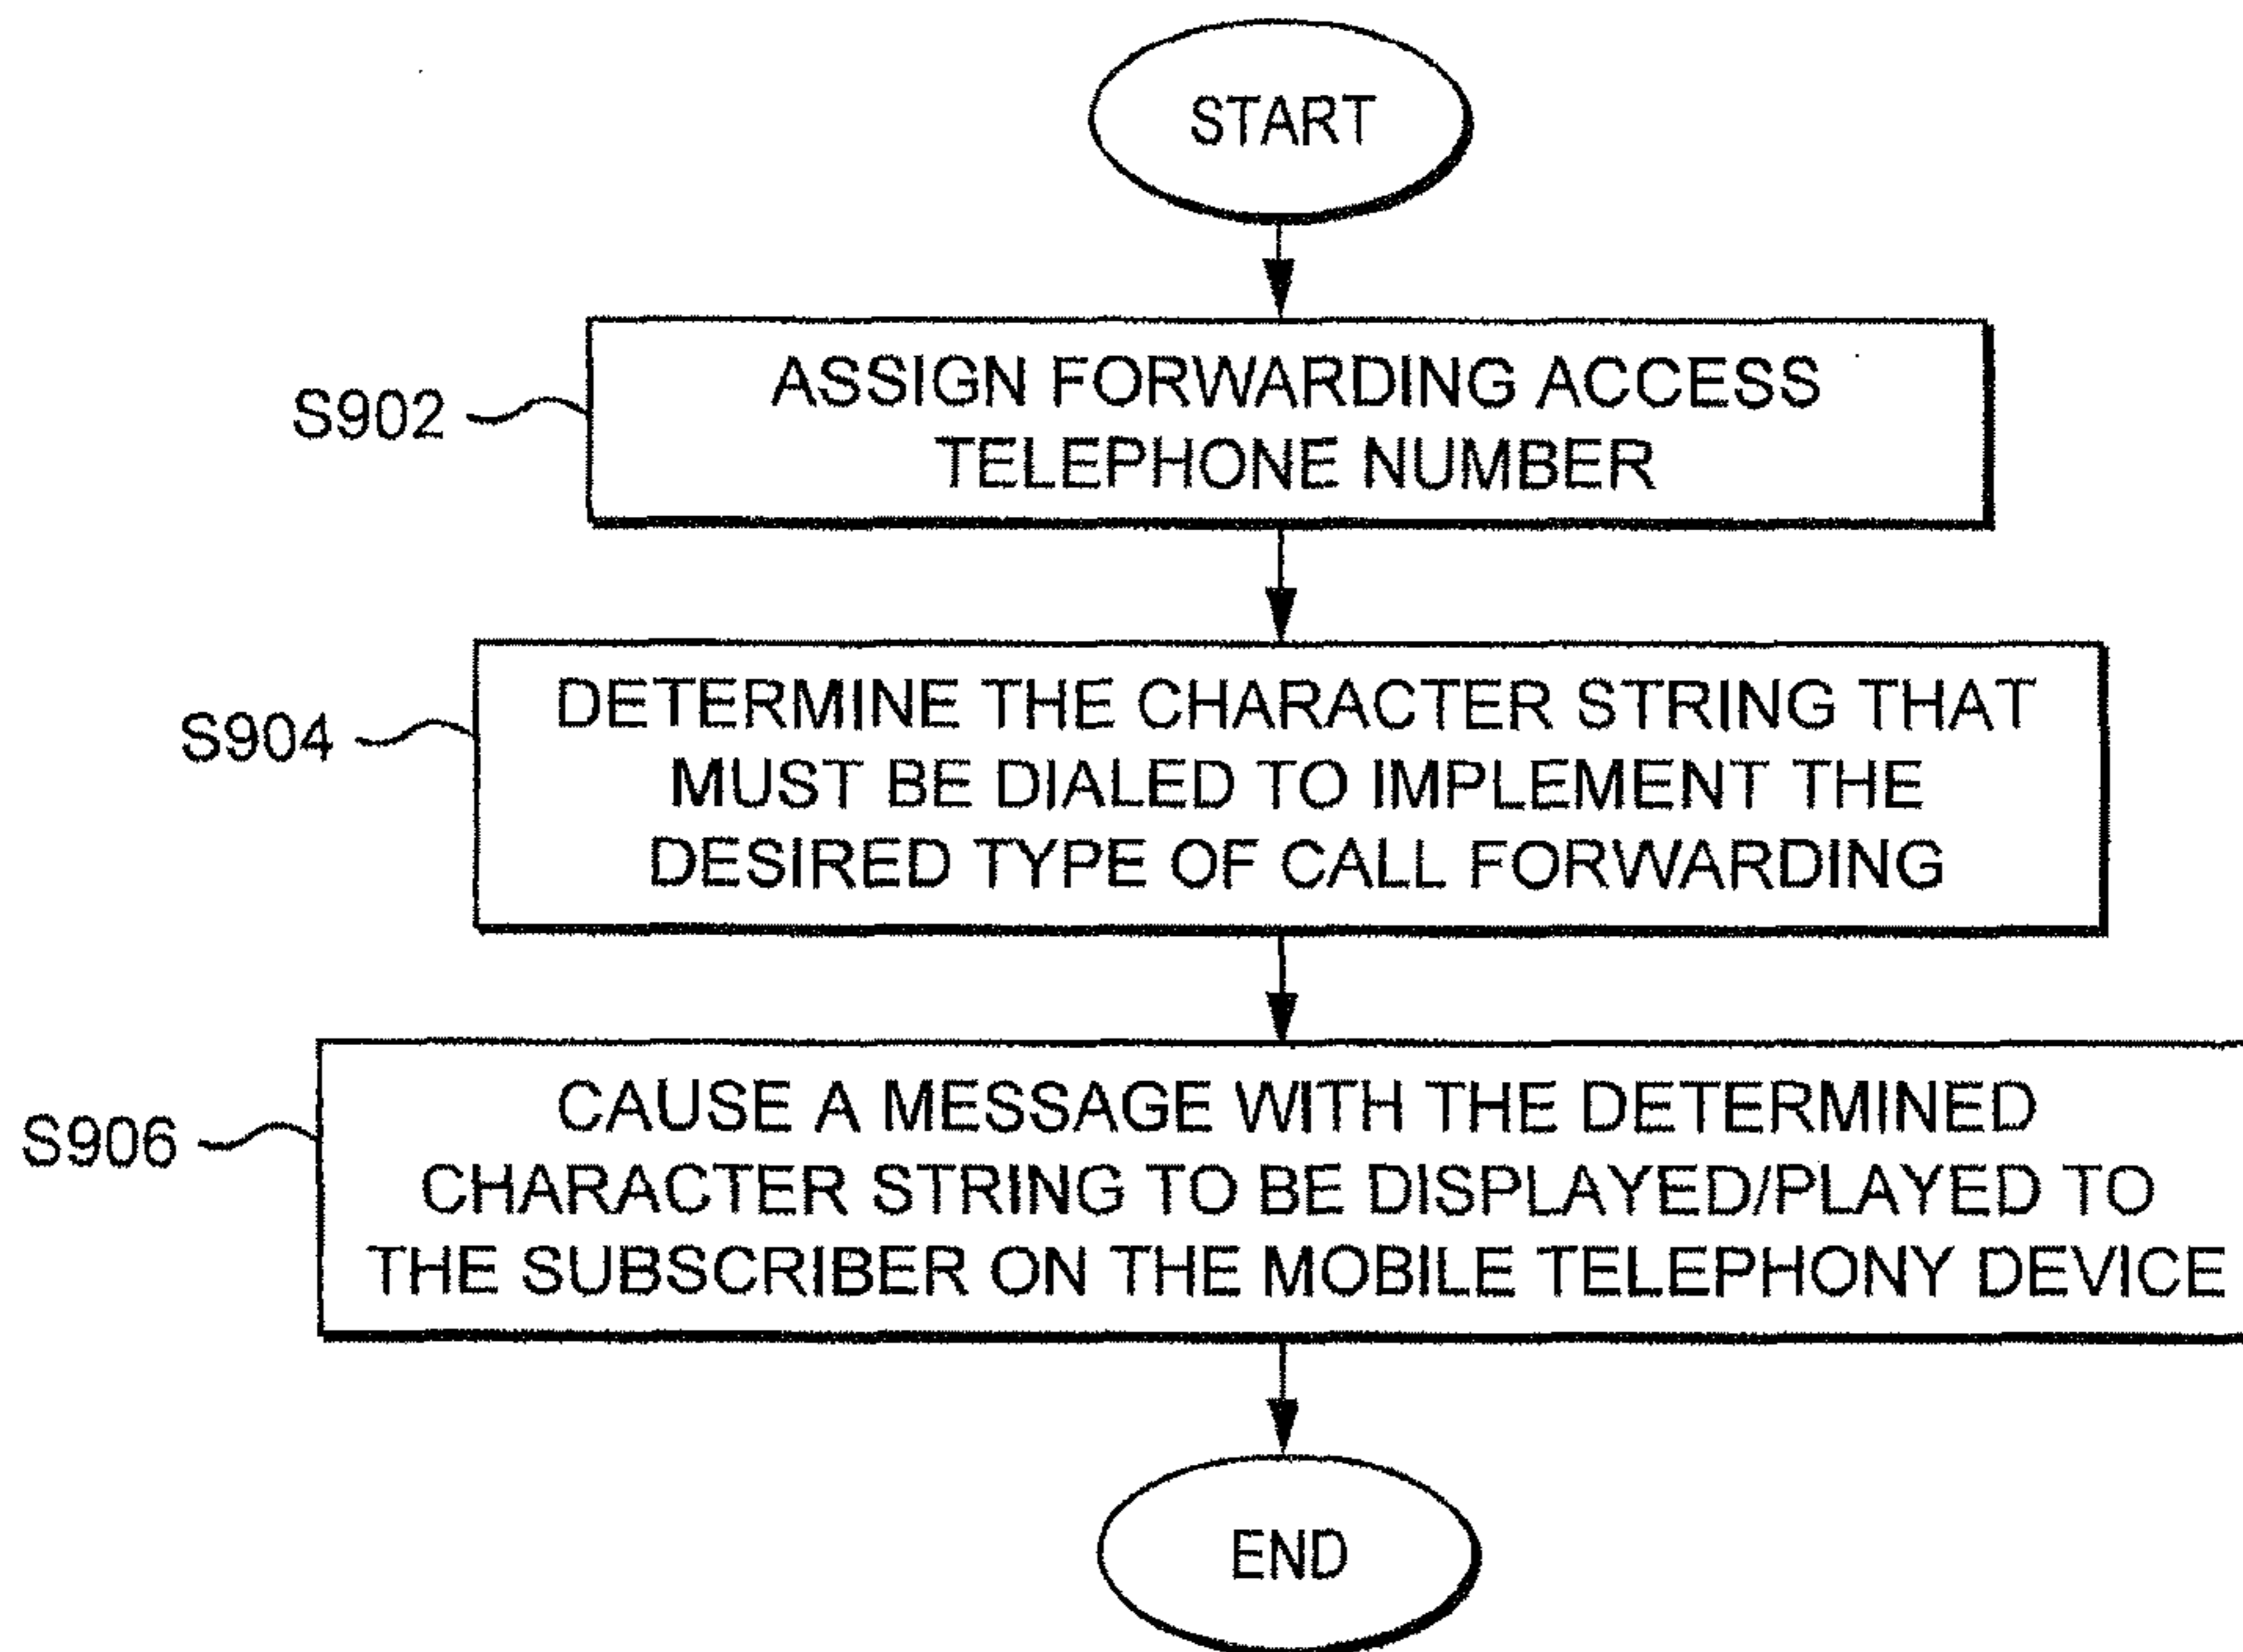 START
S902
ASSIGN FORWARDING ACCESS
TELEPHONE NUMBER
S904
DETERMINE THE CHARACTER STRING THAT
MUST BE DIALED TO IMPLEMENT THE
DESIRED TYPE OF CALL FORWARDING
S906
CAUSE A MESSAGE WITH THE DETERMINED
CHARACTER STRING TO BE DISPLAYED/PLAYED TO
THE SUBSCRIBER ON THE MOBILE TELEPHONY DEVICE
END